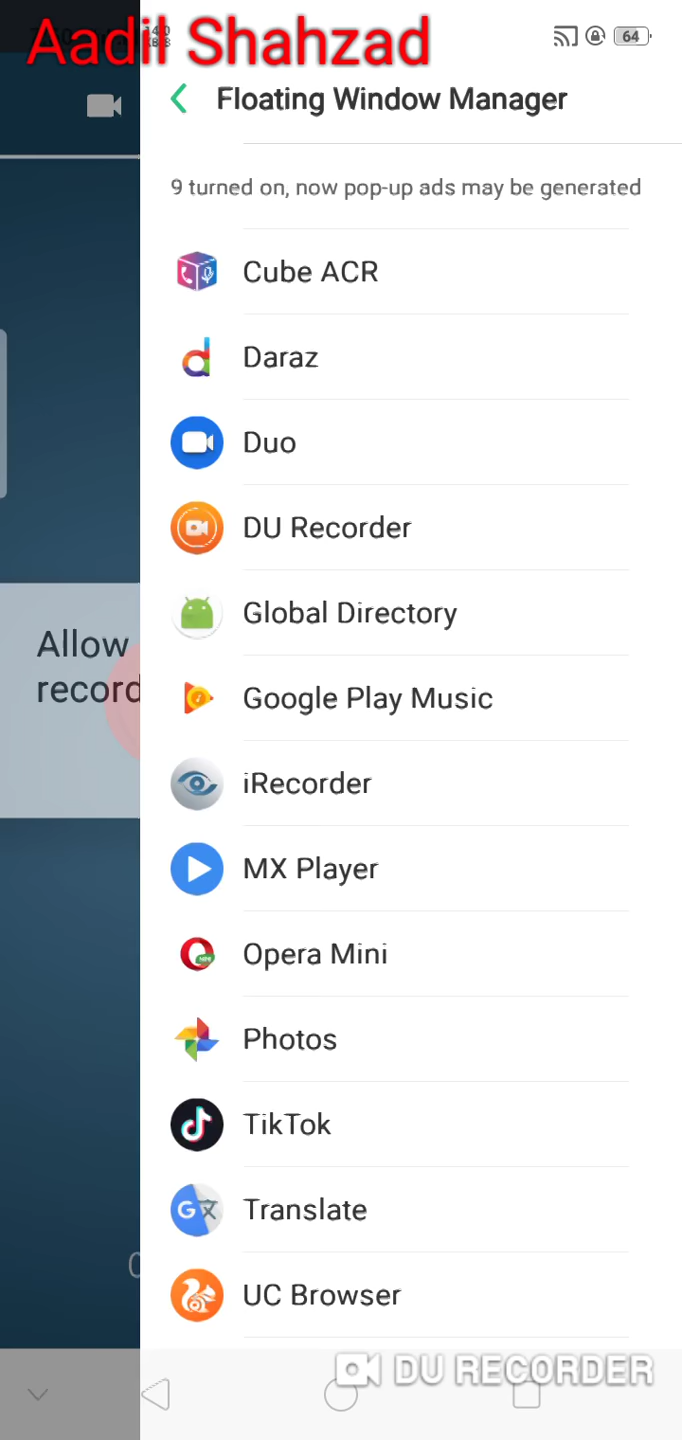 Aadil Shahzad
64
Floating Window Manager
9 turned on, now pop-up ads may be generated
Cube ACR
Daraz
Duo
DU Recorder
Global Directory
Allow
record
Google Play Music
iRecorder
MX Player
Opera Mini
Photos
TikTok
Translate
UC Browser
DU RECORDER